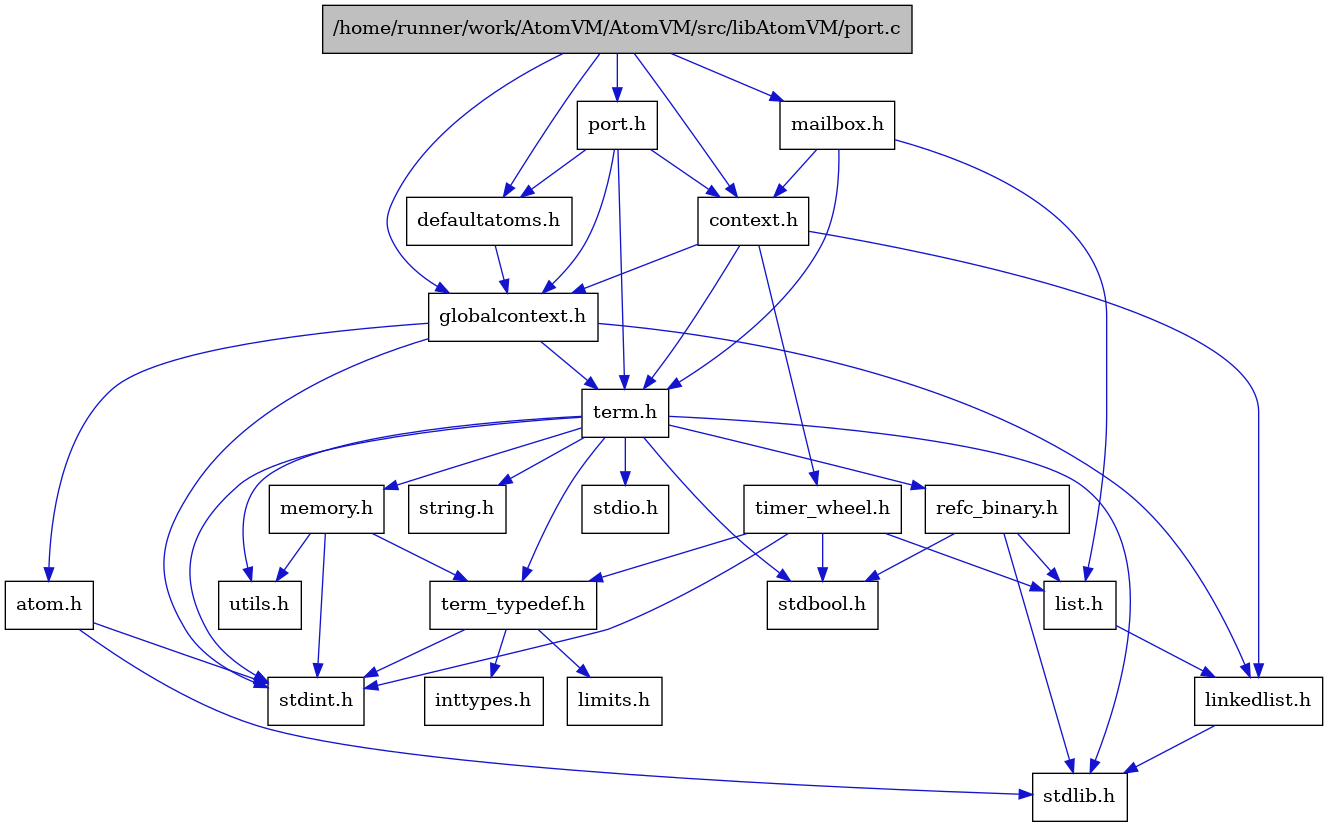 /home/runner/work/AtomVM/AtomVM/src/libAtomVM/port.c
port.h
mailbox.h
defaultatoms.h
context.h
globalcontext.h
term.h
memory.h
string.h
stdio.h
timer_wheel.h
refc_binary.h
atom.h
utils.h
term_typedef.h
stdbool.h
list.h
stdint.h
inttypes.h
limits.h
linkedlist.h
stdlib.h